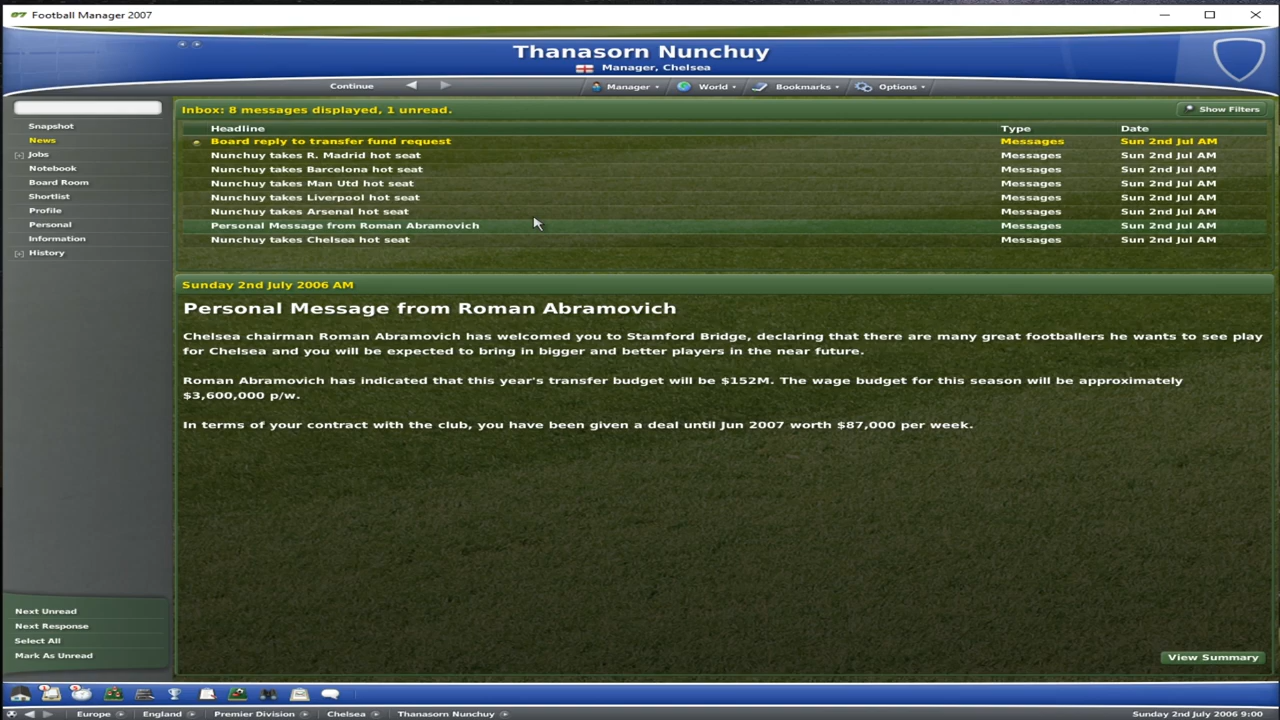 07 Football Manager 2007
Thanasorn Nunchuy
Manager, Chelsea
Continue
Manager
World
Bookmarks
Options
Snapshot
News
Jobs
Notebook
Board Room
Shortlist
Profile
Personal
Information
History
Inbox: 8 messages displayed, 1 unread.
Show Filters
Headline Type Date
Board reply to transfer fund request Messages Sun 2nd Jul AM
Nunchuy takes R. Madrid hot seat Messages Sun 2nd Jul AM
Nunchuy takes Barcelona hot seat Messages Sun 2nd Jul AM
Nunchuy takes Man Utd hot seat Messages Sun 2nd Jul AM
Nunchuy takes Liverpool hot seat Messages Sun 2nd Jul AM
Nunchuy takes Arsenal hot seat Messages Sun 2nd Jul AM
Personal Message from Roman Abramovich Messages Sun 2nd Jul AM
Nunchuy takes Chelsea hot seat Messages Sun 2nd Jul AM
Sunday 2nd July 2006 AM
Personal Message from Roman Abramovich
Chelsea chairman Roman Abramovich has welcomed you to Stamford Bridge, declaring that there are many great footballers he wants to see play
for Chelsea and you will be expected to bring in bigger and better players in the near future.
Roman Abramovich has indicated that this year's transfer budget will be $152M. The wage budget for this season will be approximately
$3,600,000 p/w.
In terms of your contract with the club, you have been given a deal until Jun 2007 worth $87,000 per week.
Next Unread
Next Response
Select All
Mark As Unread
View Summary
Europe
England
Premier Division
Chelsea
Thanasorn Nunchuy
Sunday 2nd July 2006 9:00